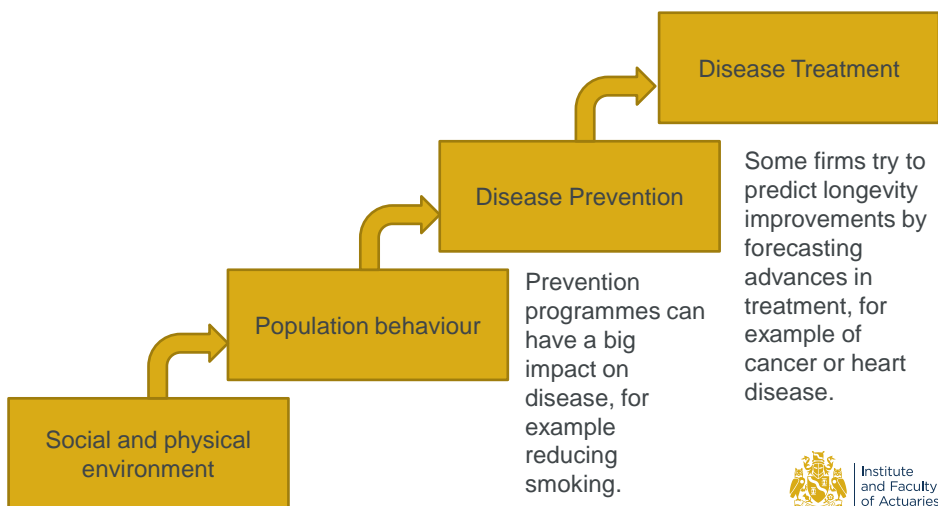 Disease Treatment
Disease Prevention
Some firms try to
predict longevity
improvements by
forecasting
advances in
treatment, for
example of
cancer or heart
disease.
Population behaviour
Prevention
programmes can
have a big
impact on
disease, for
example
reducing
smoking.
Social and physical
environment
Institute
and Faculty
of Actuaries